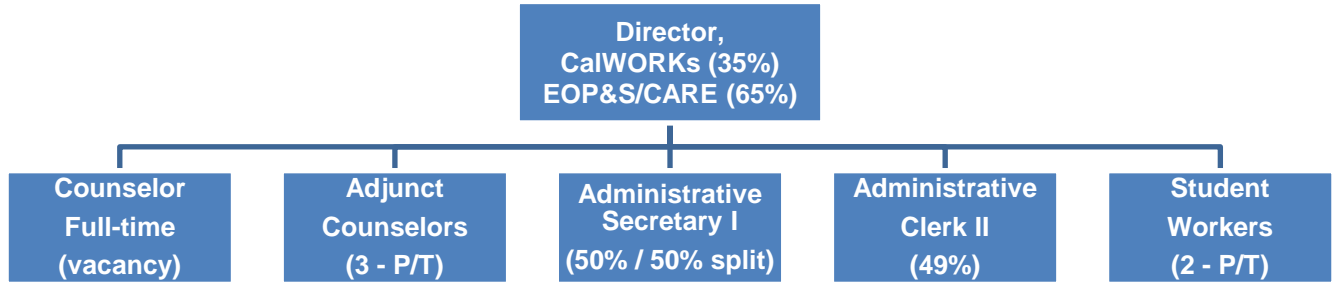 Director,
CalWORKs (35%)
EOP&S/CARE (65%)
Counselor
Full-time
(vacancy)
Adjunct
Counselors
(3 - P/T)
Administrative
Secretary I
(50% / 50% split)
Administrative
Clerk II
(49%)
Student
Workers
(2 - P/T)